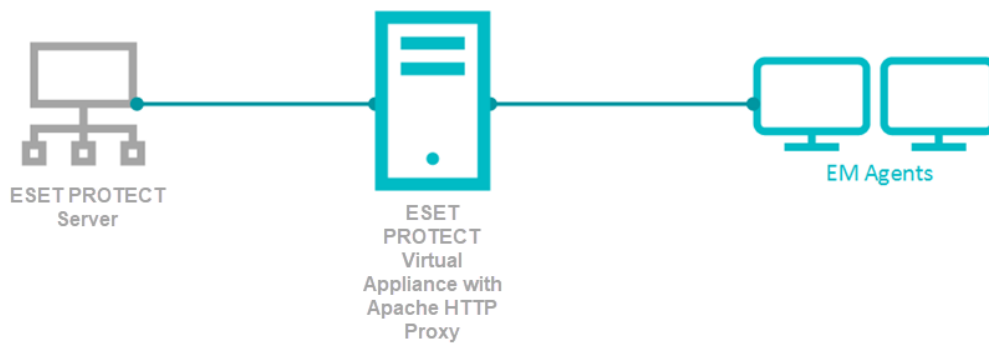 ESET PROTECT
Server
ESET
PROTECT
Virtual
Appliance with
Apache HTTP
Proxy
EM Agents